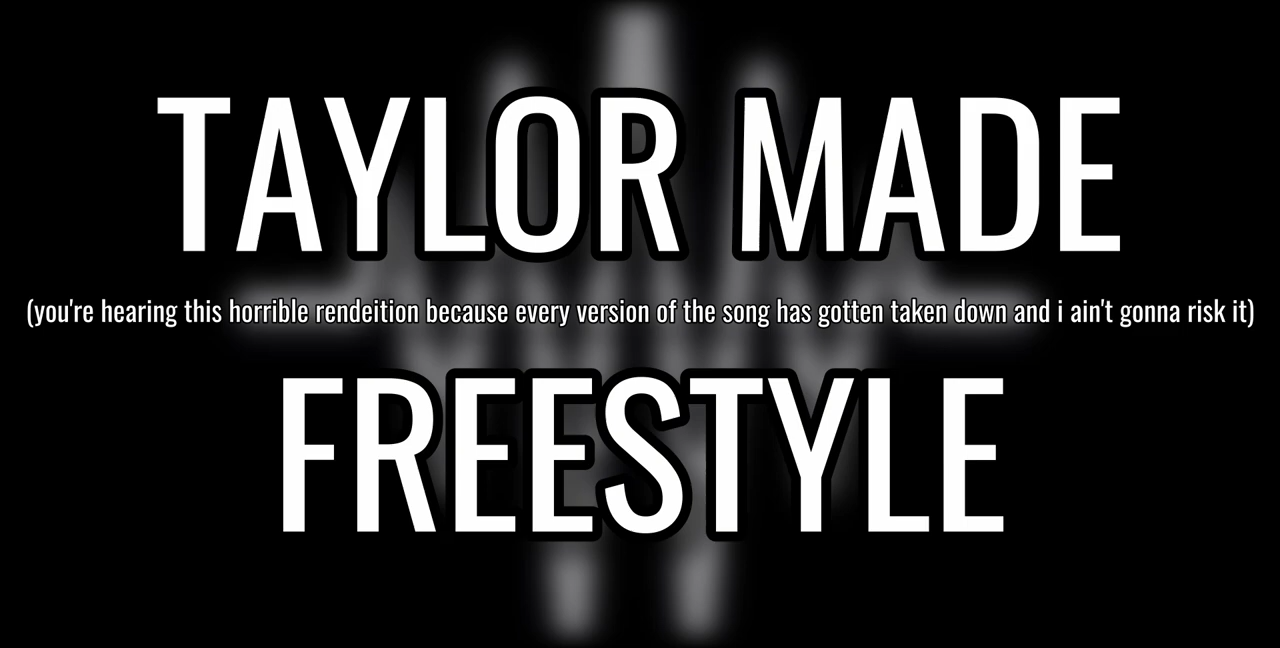 TAYLOR MADE
(you're hearing this horrible rendeition because every version of the song has gotten taken down and i ain't gonna risk it)
FREESTYLE